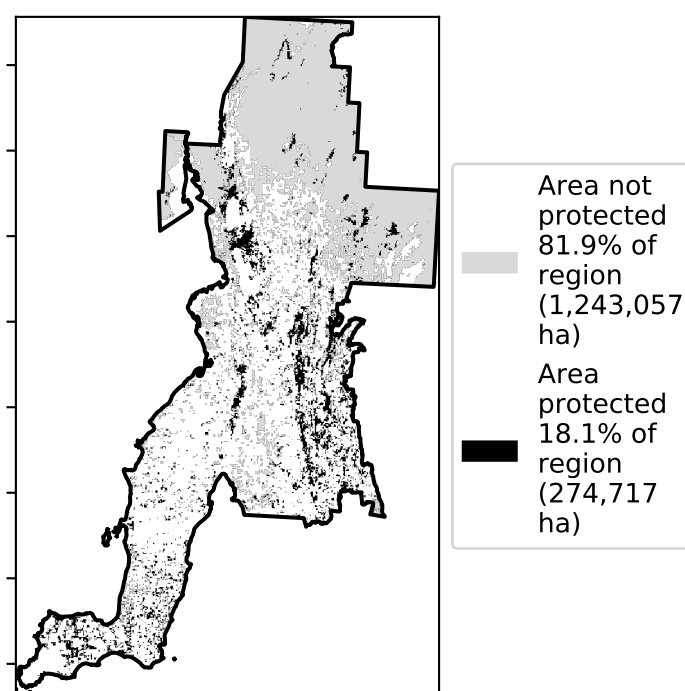 Area not
protected
81.9% of
region
(1,243,057
ha)
Area
protected
18.1% of
region
(274,717
ha)